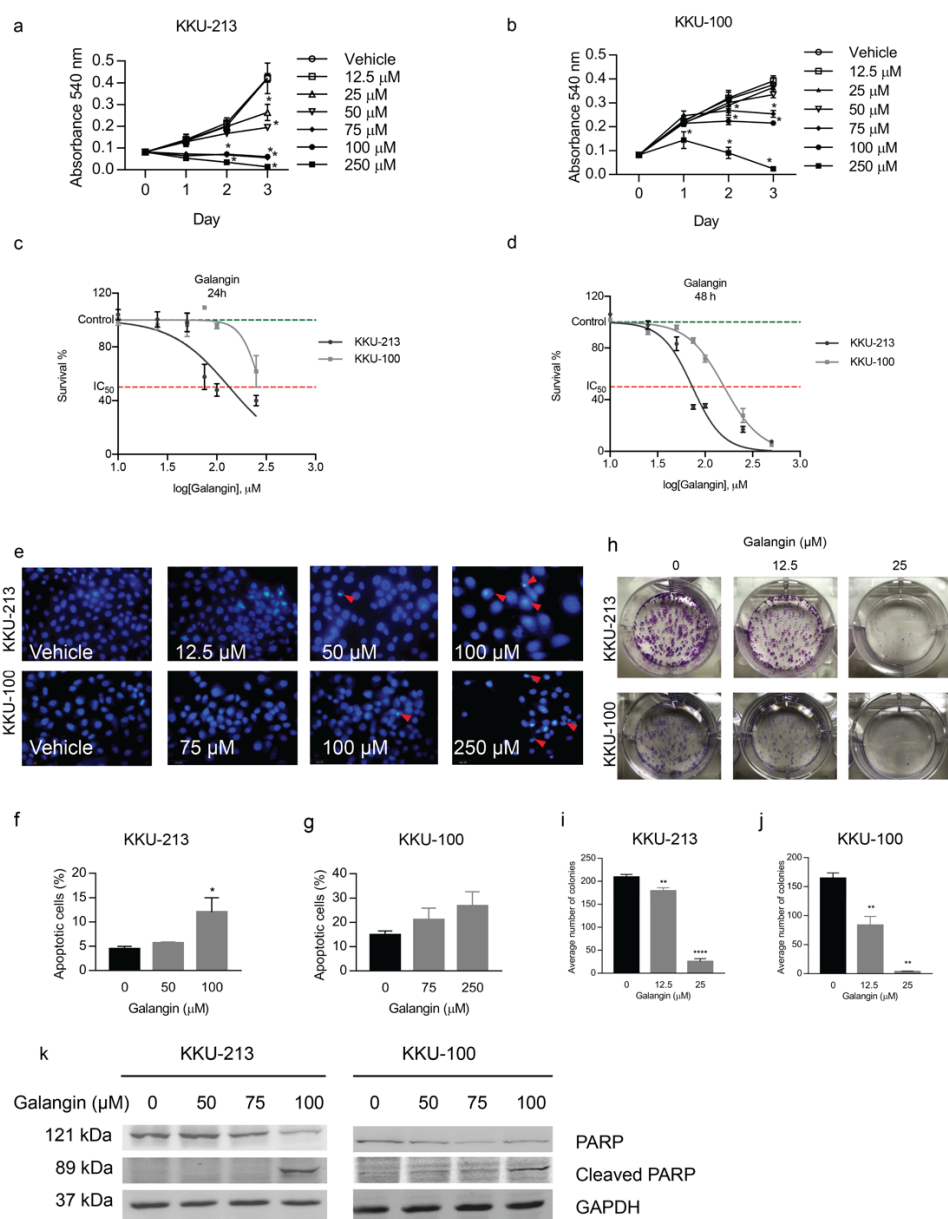 a
KKU-213
Absorbance 540 nm
0.5
0.4
0.3
0.2
0.1
0.0
0 1 2 3
Day
* * * * * * *
Vehicle
12.5 μM
25 μM
50 μM
75 μM
100 μM
250 μM
b
KKU-100
Absorbance 540 nm
0.5
0.4
0.3
0.2
0.1
0.0
0 1 2 3
Day
* * * * * * *
Vehicle
12.5 μM
25 μM
50 μM
75 μM
100 μM
250 μM
c
Galangin
24h
Survival %
120
Control
80
IC50
40
0
1.0 1.5 2.0 2.5 3.0
log[Galangin], μM
KKU-213
KKU-100
d
Galangin
48 h
Survival %
120
Control
80
IC50
40
0
1.0 1.5 2.0 2.5 3.0
log[Galangin], μM
KKU-213
KKU-100
e
KKU-213
Vehicle 12.5 μM 50 μM 100 μM
KKU-100
Vehicle 75 μM 100 μM 250 μM
h
Galangin (μM)
0 12.5 25
KKU-213
KKU-100
f
KKU-213
Apoptotic cells (%)
20
15
10
5
0
*
0 50 100
Galangin (μM)
g
KKU-100
Apoptotic cells (%)
40
30
20
10
0
0 75 250
Galangin (μM)
i
KKU-213
Average number of colonies
250
200
150
100
50
0
**
****
0 12.5 25
Galangin (μM)
j
KKU-100
Average number of colonies
200
150
100
50
0
**
**
0 12.5 25
Galangin (μM)
k
KKU-213 KKU-100
Galangin (μM) 0 50 75 100 0 50 75 100
121 kDa PARP
89 kDa Cleaved PARP
37 kDa GAPDH